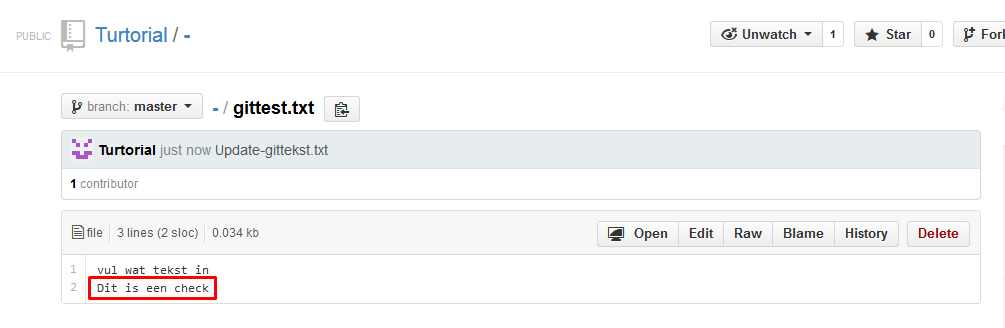 PUBLIC Turtorial / - Unwatch 1 Star 0 Fork
branch: master - / gittest.txt
Turtorial just now Update-gittekst.txt
1 contributor
file 3 lines (2 sloc) 0.034 kb Open Edit Raw Blame History Delete
1 vul wat tekst in
2 Dit is een check